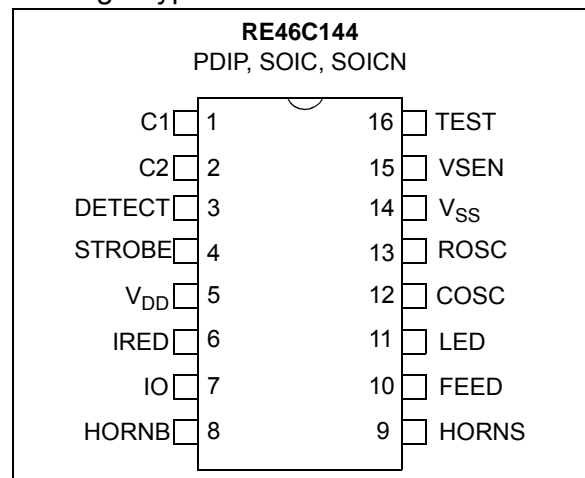 RE46C144
PDIP, SOIC, SOICN
C1 1 16 TEST
C2 2 15 VSEN
DETECT 3 14 VSS
STROBE 4 13 ROSC
VDD 5 12 COSC
IRED 6 11 LED
IO 7 10 FEED
HORNB 8 9 HORNS